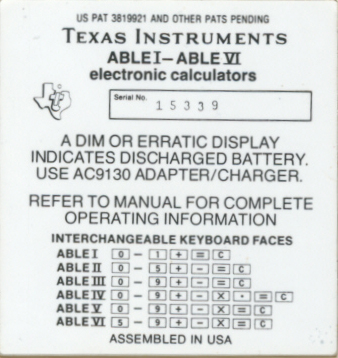 US PAT 3819921 AND OTHER PATS PENDING
TEXAS INSTRUMENTS
ABLE I – ABLE VI
electronic calculators
Serial No. 15339
A DIM OR ERRATIC DISPLAY
INDICATES DISCHARGED BATTERY.
USE AC9130 ADAPTER/CHARGER.
REFER TO MANUAL FOR COMPLETE
OPERATING INFORMATION
INTERCHANGEABLE KEYBOARD FACES
ABLE I 0 – 1 + = C
ABLE II 0 – 5 + − = C
ABLE III 0 – 9 + − = C
ABLE IV 0 – 9 + − X · = C
ABLE V 0 – 9 + − X = C
ABLE VI 5 – 9 + − X = C
ASSEMBLED IN USA